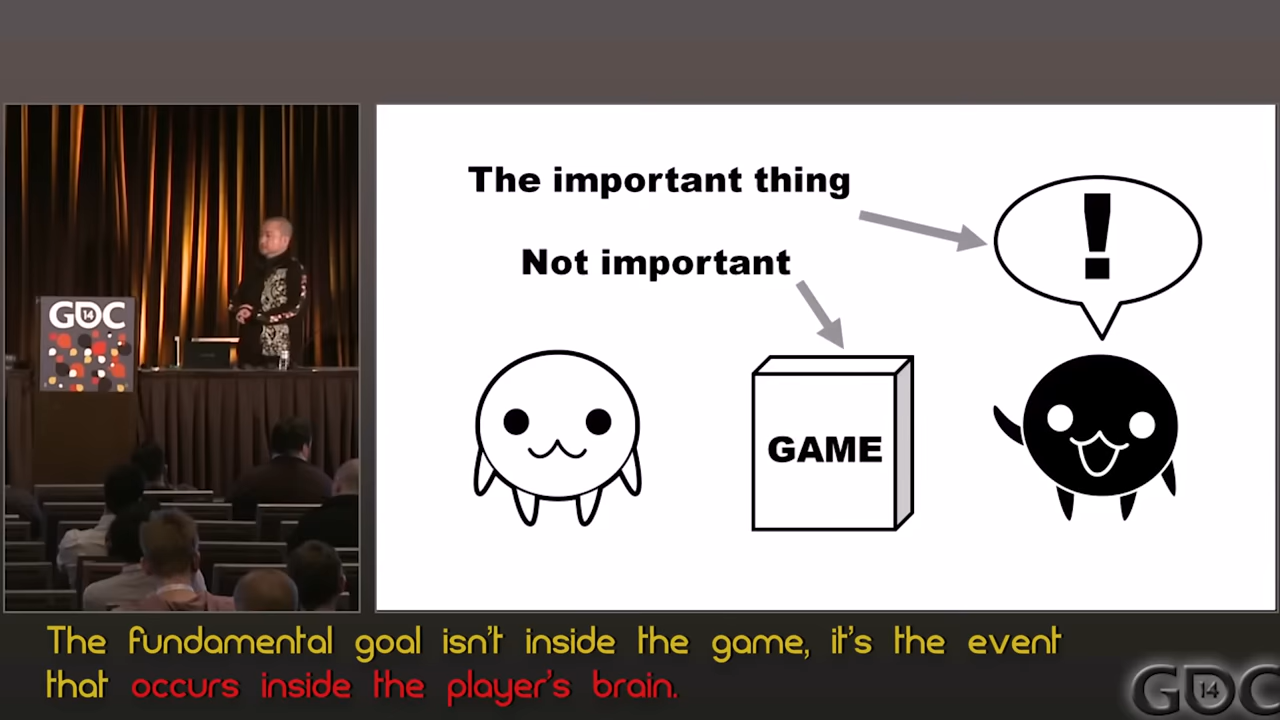 The important thing
Not important
!
GAME
GDC
14
The fundamental goal isn't inside the game, it's the event
that occurs inside the player's brain.
GDC
14